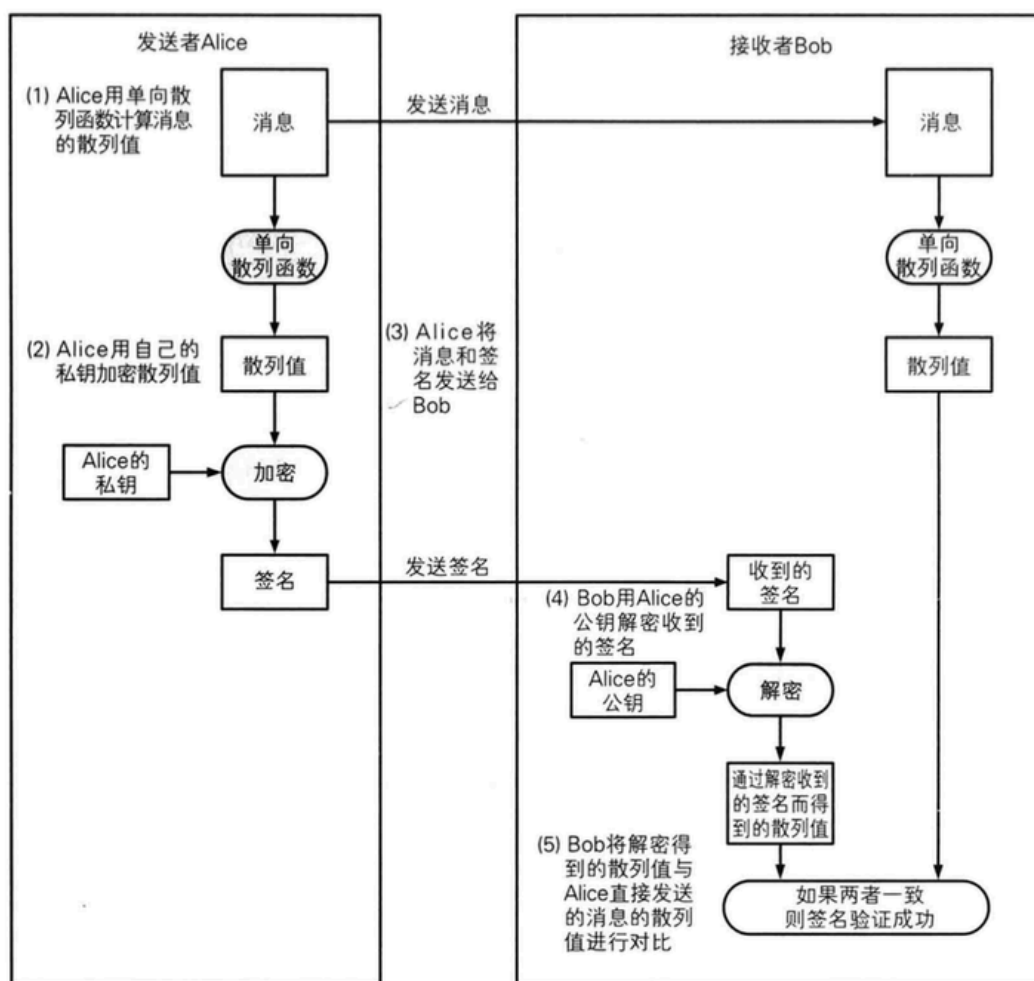 发送者Alice
接收者Bob
(1) Alice用单向散
列函数计算消息
的散列值
消息
发送消息
消息
单向
散列函数
单向
散列函数
(2) Alice用自己的
私钥加密散列值
散列值
(3) Alice将
消息和签
名发送给
Bob
散列值
Alice的
私钥
加密
签名
发送签名
收到的
签名
(4) Bob用Alice的
公钥解密收到
的签名
Alice的
公钥
解密
通过解密收到
的签名而得
到的散列值
(5) Bob将解密得
到的散列值与
Alice直接发送
的消息的散列
值进行对比
如果两者一致
则签名验证成功